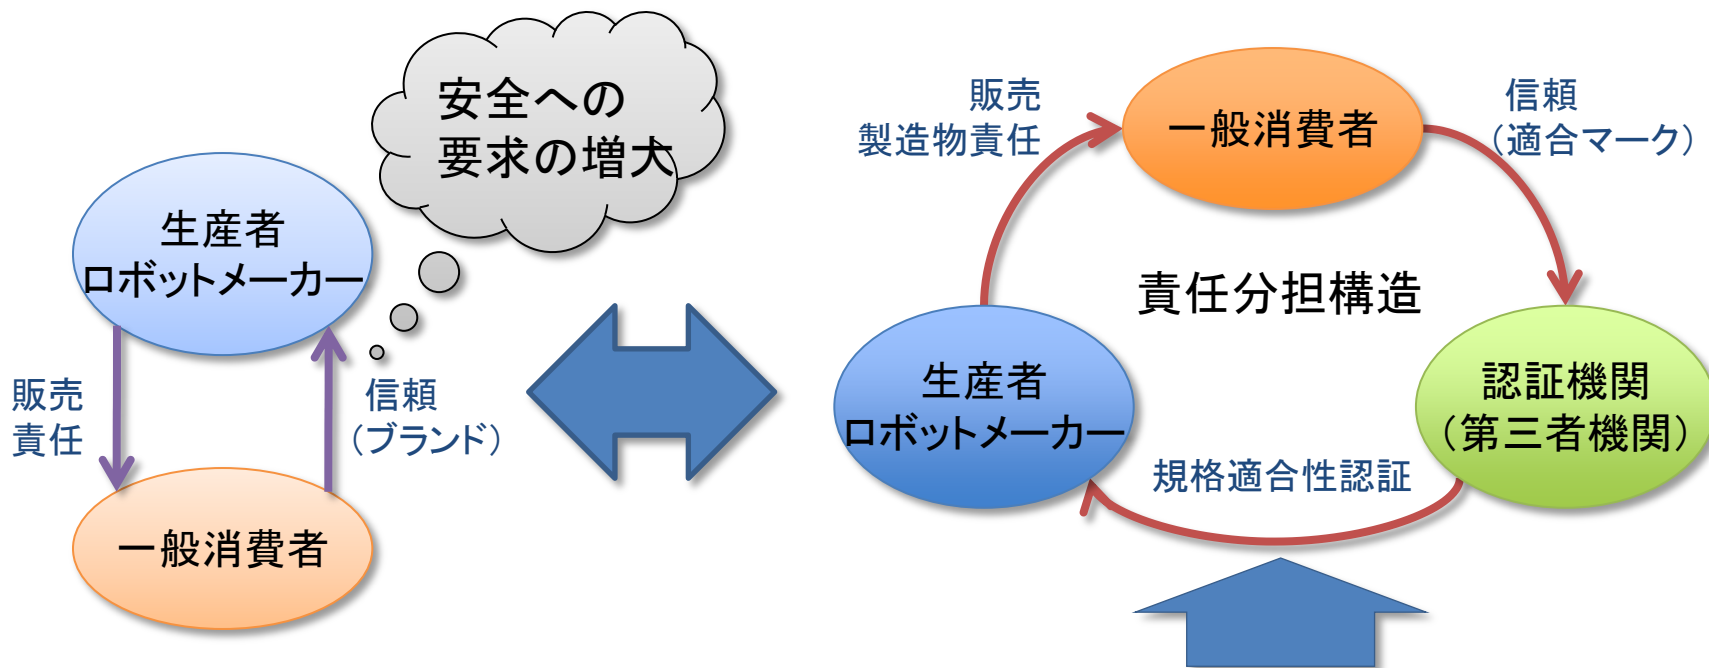 安全への
要求の増大
生産者
ロボットメーカー
販売
責任
信頼
（ブランド）
一般消費者
販売
製造物責任
一般消費者
信頼
（適合マーク）
責任分担構造
生産者
ロボットメーカー
認証機関
（第三者機関）
規格適合性認証